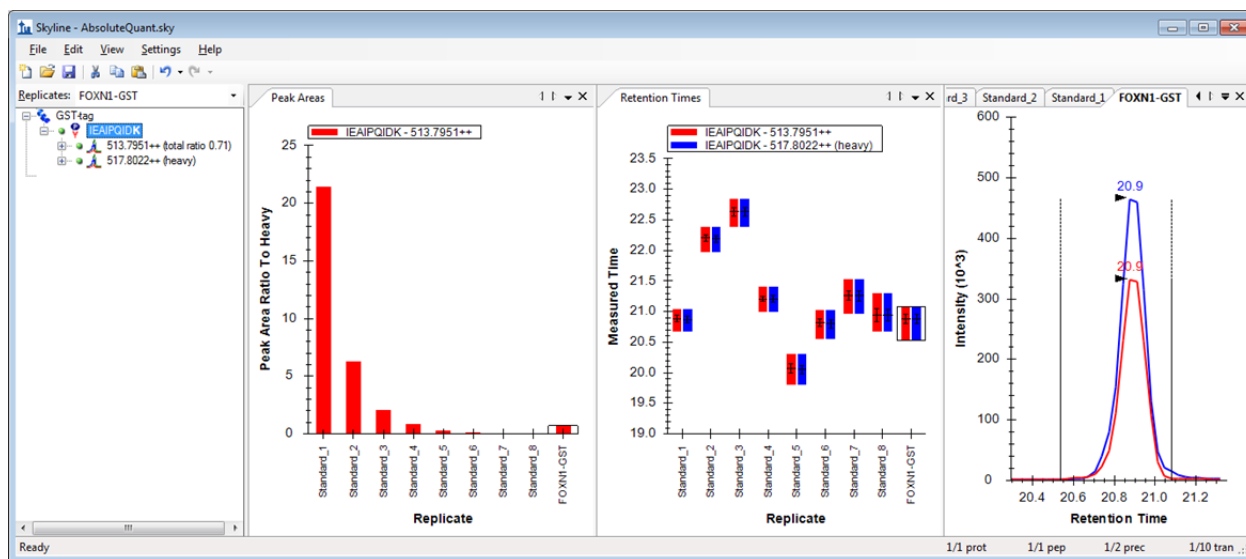 Skyline - AbsoluteQuant.sky
File Edit View Settings Help
Replicates: FOXN1-GST
GST-tag
IEAIPQIDK
513.7951++ (total ratio 0.71)
517.8022++ (heavy)
Peak Areas
IEAIPQIDK - 513.7951++
Peak Area Ratio To Heavy
25
20
15
10
5
0
Standard_1
Standard_2
Standard_3
Standard_4
Standard_5
Standard_6
Standard_7
Standard_8
FOXN1-GST
Replicate
Retention Times
IEAIPQIDK - 513.7951++
IEAIPQIDK - 517.8022++ (heavy)
Measured Time
23.5
23.0
22.5
22.0
21.5
21.0
20.5
20.0
19.5
19.0
Standard_1
Standard_2
Standard_3
Standard_4
Standard_5
Standard_6
Standard_7
Standard_8
FOXN1-GST
Replicate
rd_3 Standard_2 Standard_1 FOXN1-GST
Intensity (10^3)
600
500
400
300
200
100
0
20.9
20.9
20.4 20.6 20.8 21.0 21.2
Retention Time
Ready 1/1 prot 1/1 pep 1/2 prec 1/10 tran